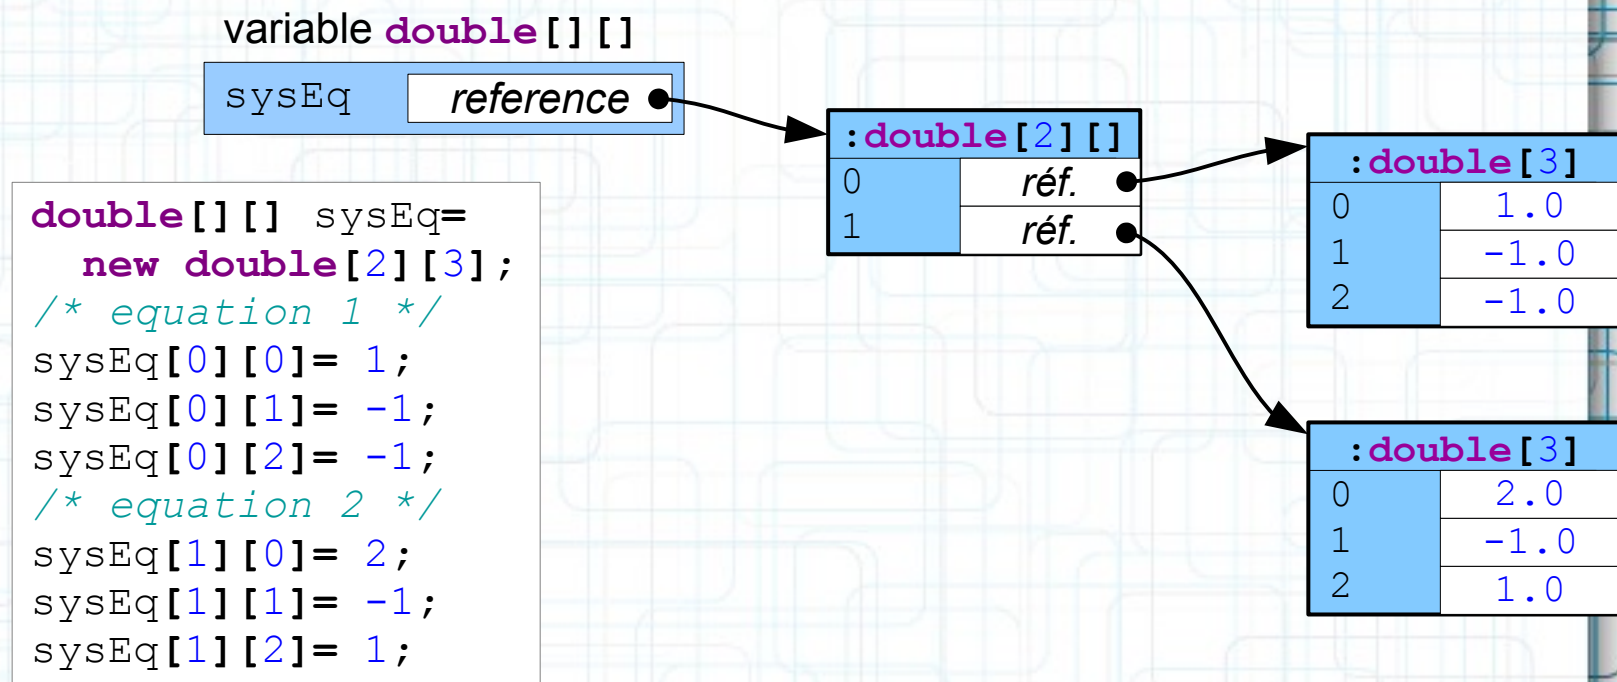 variable double[][]
sysEq reference
double[][] sysEq=
new double[2][3];
/* equation 1 */
sysEq[0][0]= 1;
sysEq[0][1]= -1;
sysEq[0][2]= -1;
/* equation 2 */
sysEq[1][0]= 2;
sysEq[1][1]= -1;
sysEq[1][2]= 1;
:double[2][]
0 réf.
1 réf.
:double[3]
0 1.0
1 -1.0
2 -1.0
:double[3]
0 2.0
1 -1.0
2 1.0